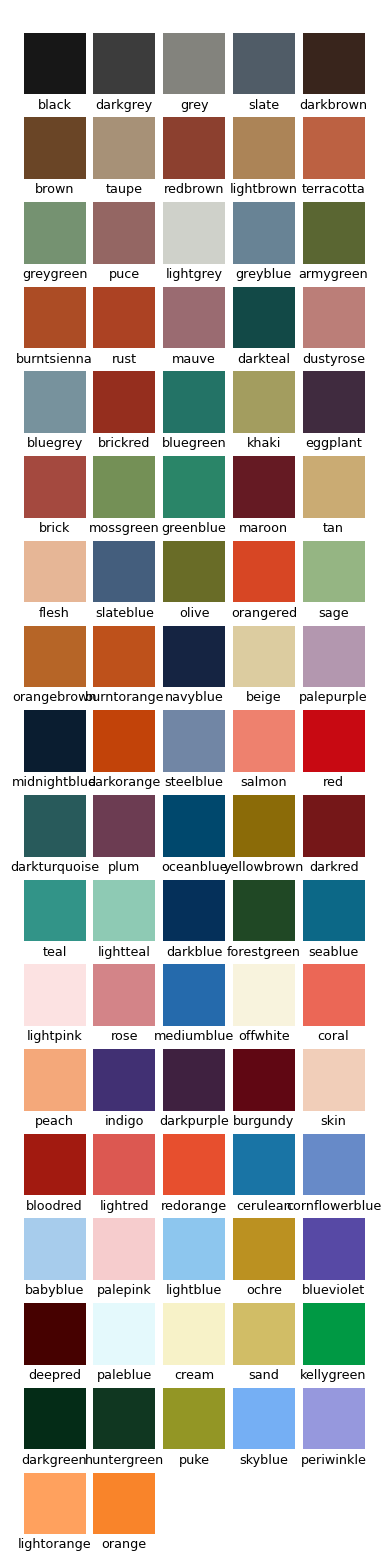 black darkgrey grey slate darkbrown
brown taupe redbrown lightbrown terracotta
greygreen puce lightgrey greyblue armygreen
burntsienna rust mauve darkteal dustyrose
bluegrey brickred bluegreen khaki eggplant
brick mossgreen greenblue maroon tan
flesh slateblue olive orangered sage
orangebrown burntorange navyblue beige palepurple
midnightblue darkorange steelblue salmon red
darkturquoise plum oceanblue yellowbrown darkred
teal lightteal darkblue forestgreen seablue
lightpink rose mediumblue offwhite coral
peach indigo darkpurple burgundy skin
bloodred lightred redorange cerulean cornflowerblue
babyblue palepink lightblue ochre blueviolet
deepred paleblue cream sand kellygreen
darkgreen huntergreen puke skyblue periwinkle
lightorange orange